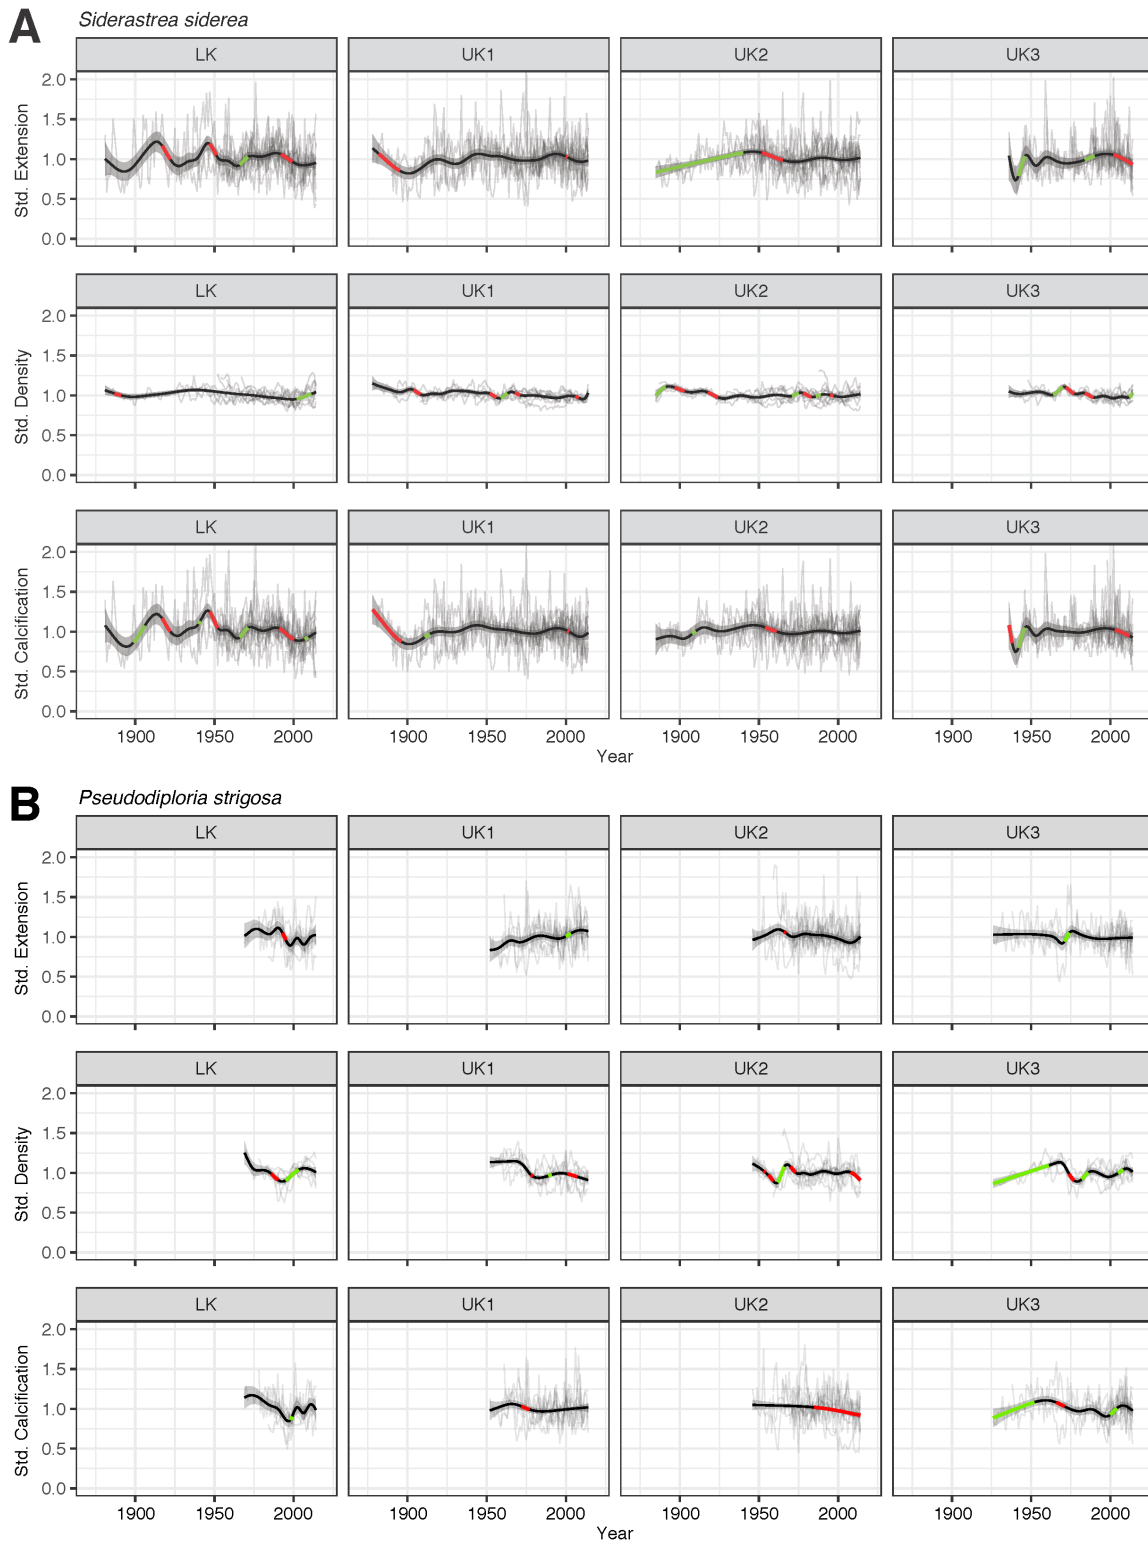 A
Siderastrea siderea
LK UK1 UK2 UK3
Std. Extension
2.0
1.5
1.0
0.5
0.0
LK UK1 UK2 UK3
Std. Density
2.0
1.5
1.0
0.5
0.0
LK UK1 UK2 UK3
Std. Calcification
2.0
1.5
1.0
0.5
0.0
1900 1950 2000 1900 1950 2000 1900 1950 2000 1900 1950 2000
Year
B
Pseudodiploria strigosa
LK UK1 UK2 UK3
Std. Extension
2.0
1.5
1.0
0.5
0.0
LK UK1 UK2 UK3
Std. Density
2.0
1.5
1.0
0.5
0.0
LK UK1 UK2 UK3
Std. Calcification
2.0
1.5
1.0
0.5
0.0
1900 1950 2000 1900 1950 2000 1900 1950 2000 1900 1950 2000
Year